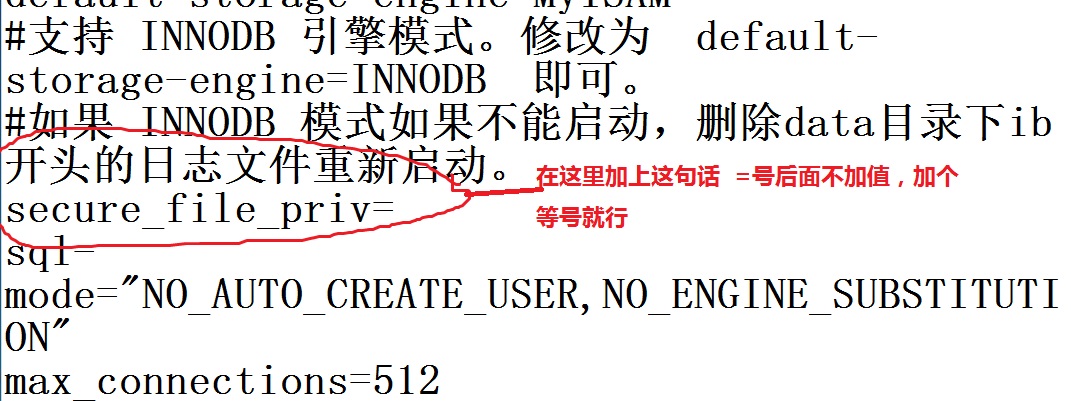 default-storage-engine=MyISAM
#支持 INNODB 引擎模式。修改为 default-
storage-engine=INNODB 即可。
#如果 INNODB 模式如果不能启动，删除data目录下ib
开头的日志文件重新启动。
secure_file_priv=
在这里加上这句话 =号后面不加值，加个
等号就行
sql-
mode="NO_AUTO_CREATE_USER,NO_ENGINE_SUBSTITUTI
ON"
max_connections=512